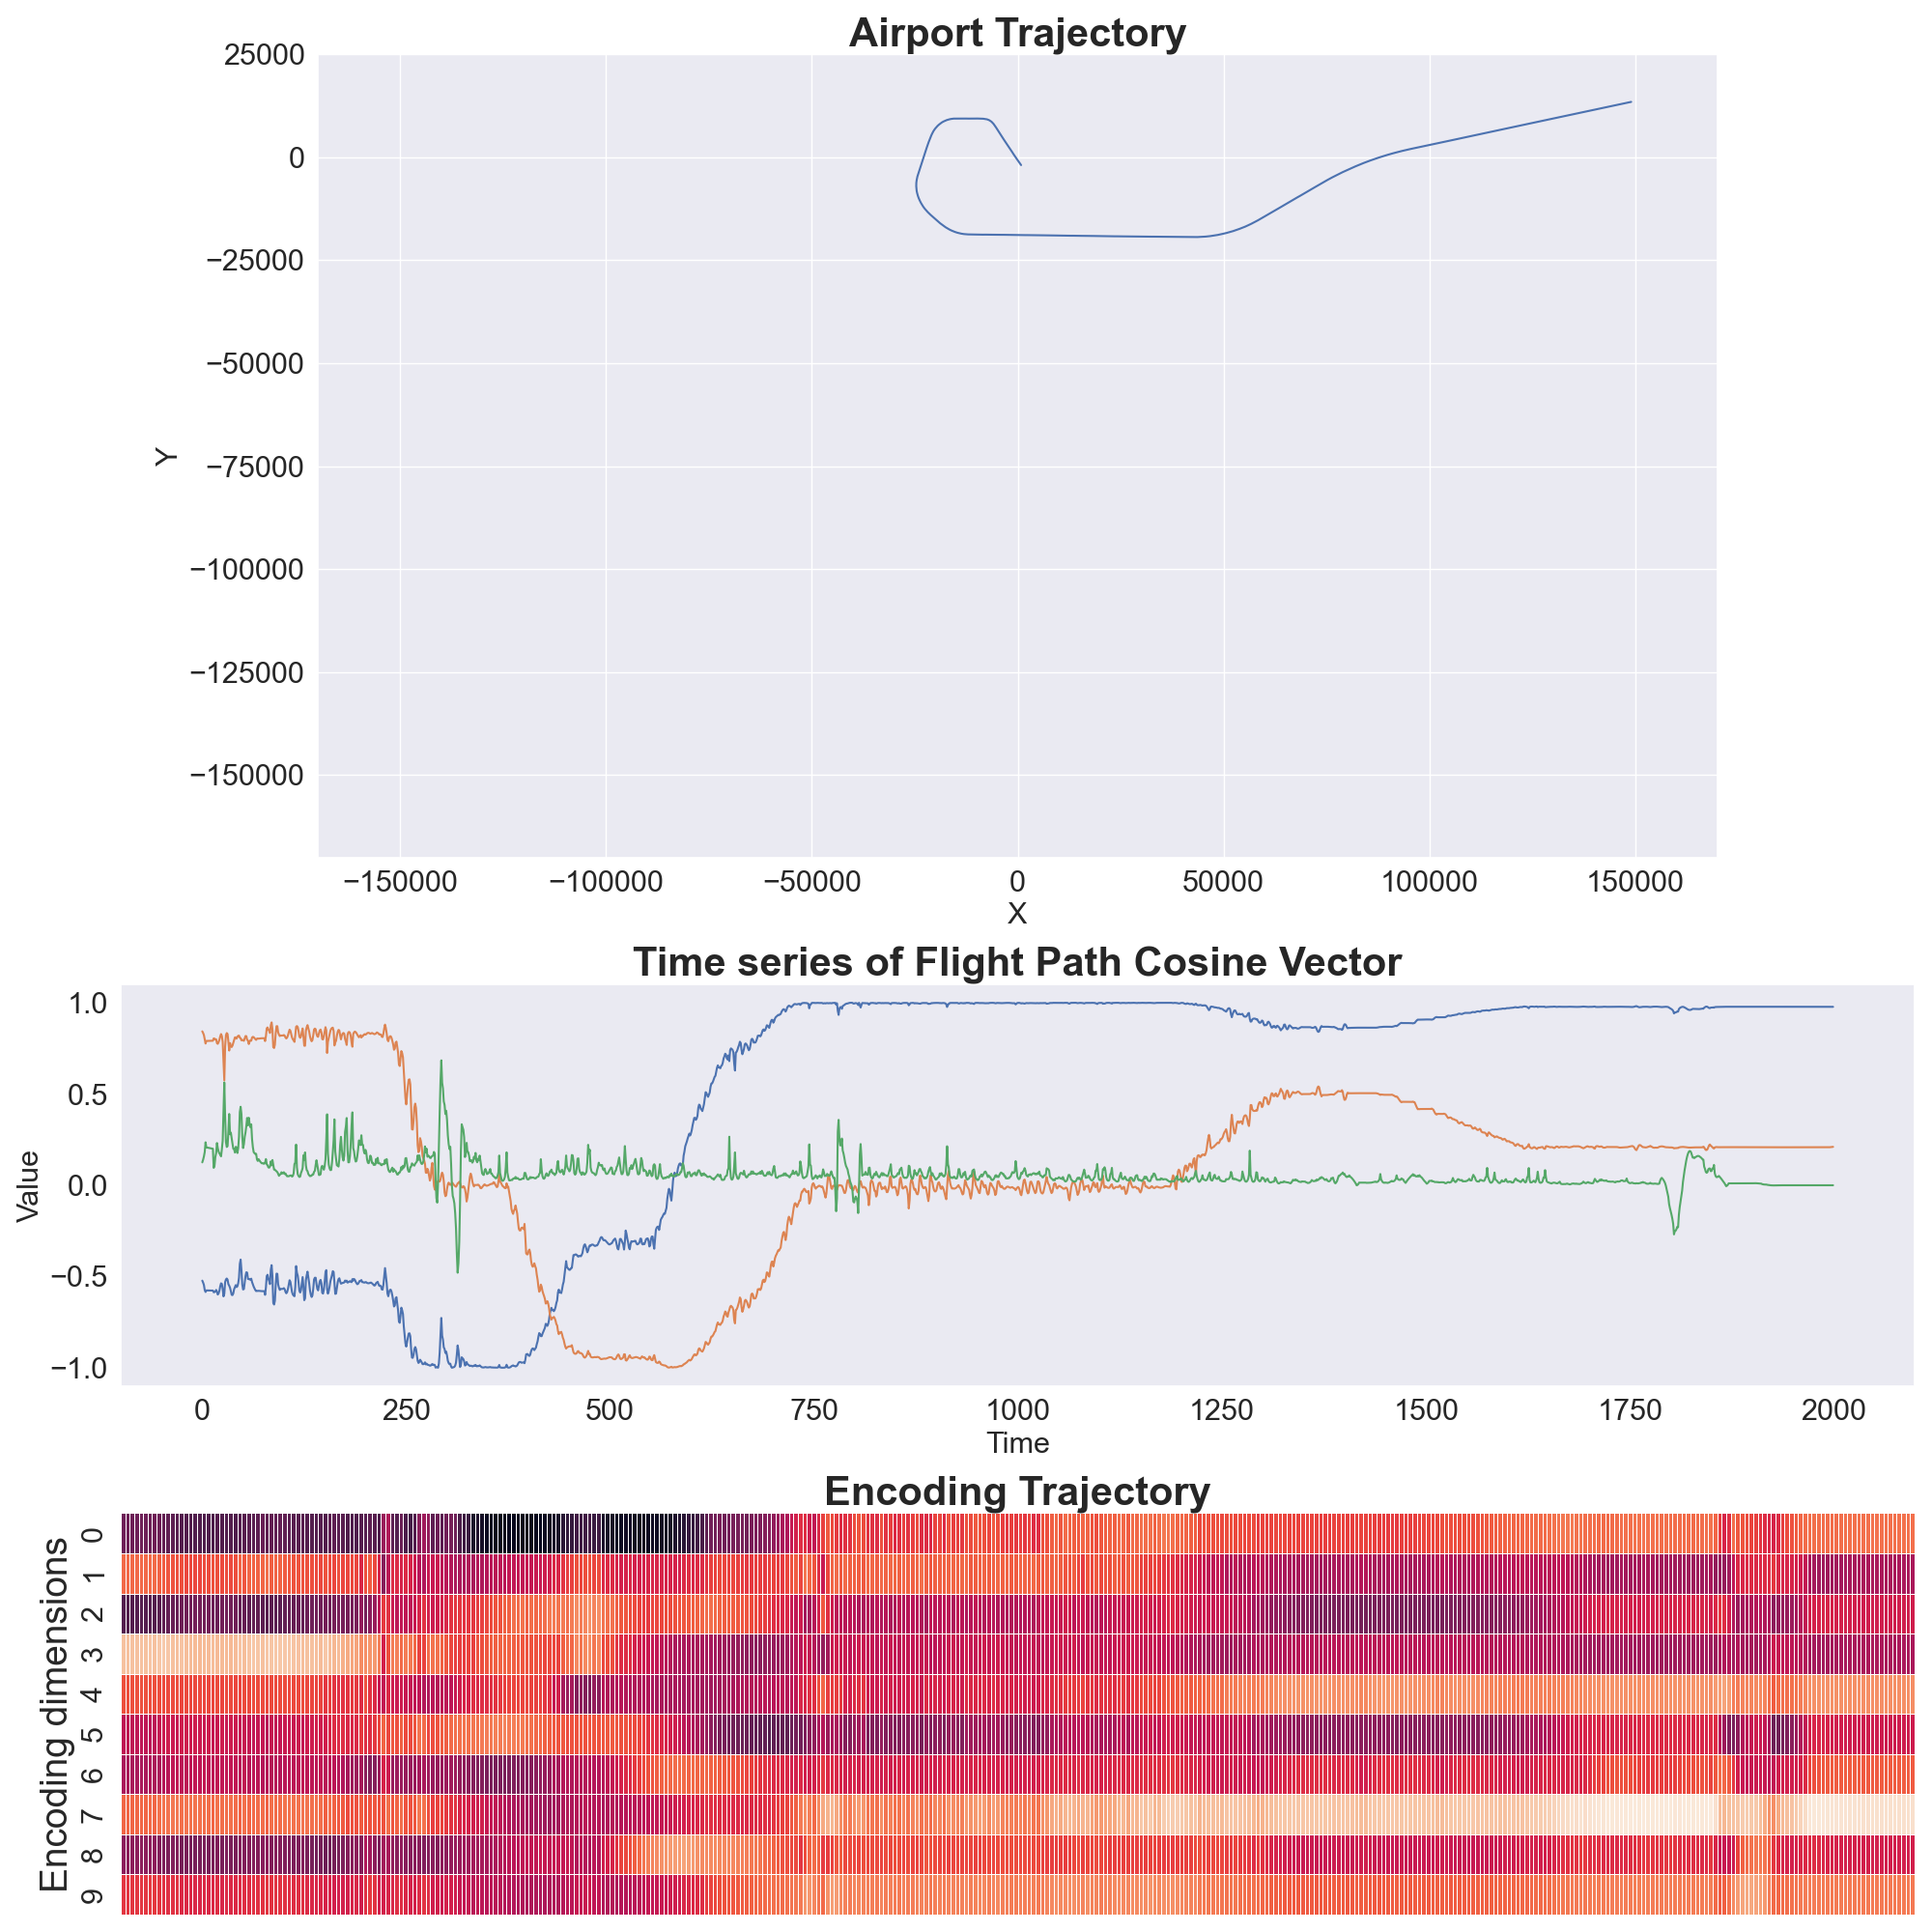 Airport Trajectory
25000
0
−25000
−50000
−75000
−100000
−125000
−150000
Y
−150000 −100000 −50000 0 50000 100000 150000
X
Time series of Flight Path Cosine Vector
1.0
0.5
0.0
−0.5
−1.0
Value
0 250 500 750 1000 1250 1500 1750 2000
Time
Encoding Trajectory
Encoding dimensions
0
1
2
3
4
5
6
7
8
9